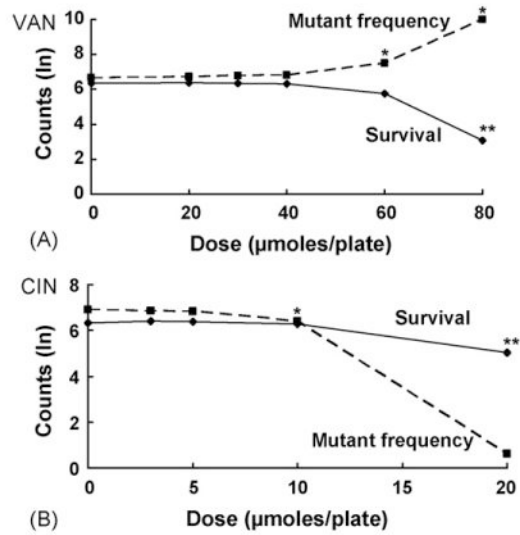 VAN
Mutant frequency
*
*
10
8
6
4
2
0
Counts (ln)
Survival
**
0 20 40 60 80
(A)
Dose (μmoles/plate)
CIN
8
6
4
2
0
Counts (ln)
*
Survival
**
Mutant frequency
0 5 10 15 20
(B)
Dose (μmoles/plate)